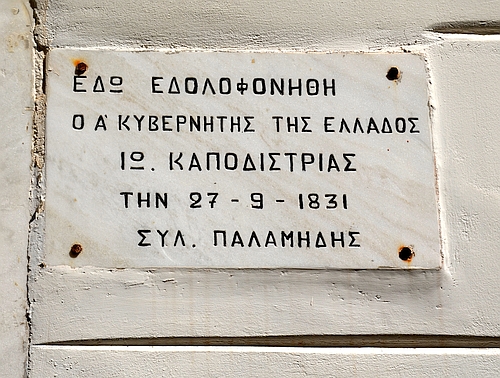 ΕΔΩ ΕΔΟΛΟΦΟΝΗΘΗ
Ο Α' ΚΥΒΕΡΝΗΤΗΣ ΤΗΣ ΕΛΛΑΔΟΣ
ΙΩ. ΚΑΠΟΔΙΣΤΡΙΑΣ
ΤΗΝ 27 - 9 - 1831
ΣΥΛ. ΠΑΛΑΜΗΔΗΣ